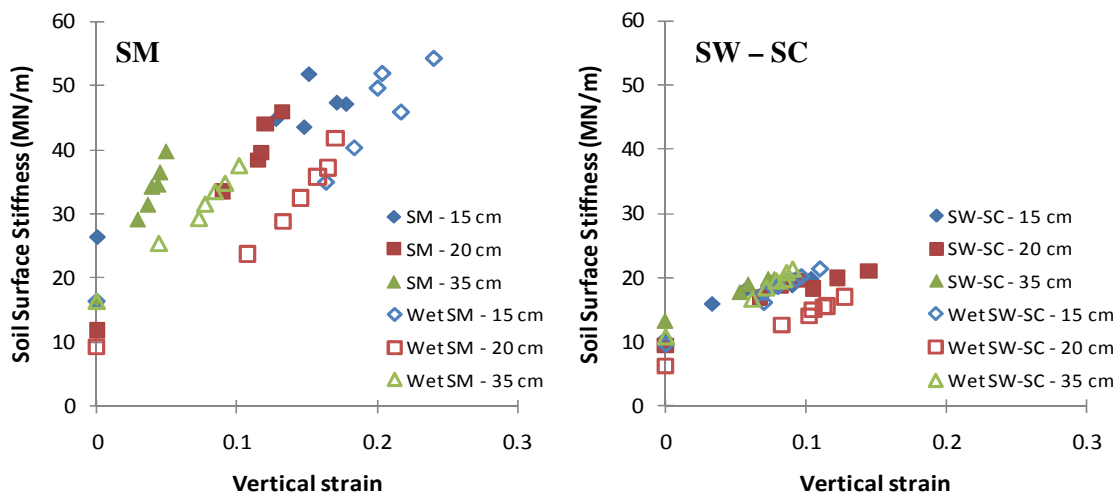 SM
Soil Surface Stiffness (MN/m)
60
50
40
30
20
10
0
SM - 15 cm
SM - 20 cm
SM - 35 cm
Wet SM - 15 cm
Wet SM - 20 cm
Wet SM - 35 cm
0 0.1 0.2 0.3
Vertical strain
SW – SC
Soil Surface Stiffness (MN/m)
60
50
40
30
20
10
0
SW-SC - 15 cm
SW-SC - 20 cm
SW-SC - 35 cm
Wet SW-SC - 15 cm
Wet SW-SC - 20 cm
Wet SW-SC - 35 cm
0 0.1 0.2 0.3
Vertical strain